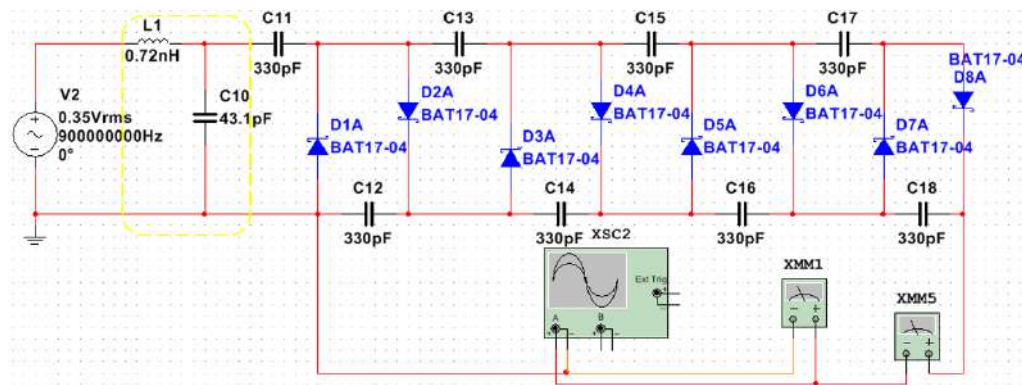 C11
C13
C15
C17
L1
0.72nH
330pF
330pF
330pF
330pF
BAT17-04
D8A
V2
0.35Vrms
900000000Hz
0°
C10
43.1pF
D2A
BAT17-04
D4A
BAT17-04
D6A
BAT17-04
D1A
BAT17-04
D3A
BAT17-04
D5A
BAT17-04
D7A
BAT17-04
C12
C14
C16
C18
330pF
330pF
330pF
330pF
XSC2
Ext Trig
A
B
XMM1
XMM5